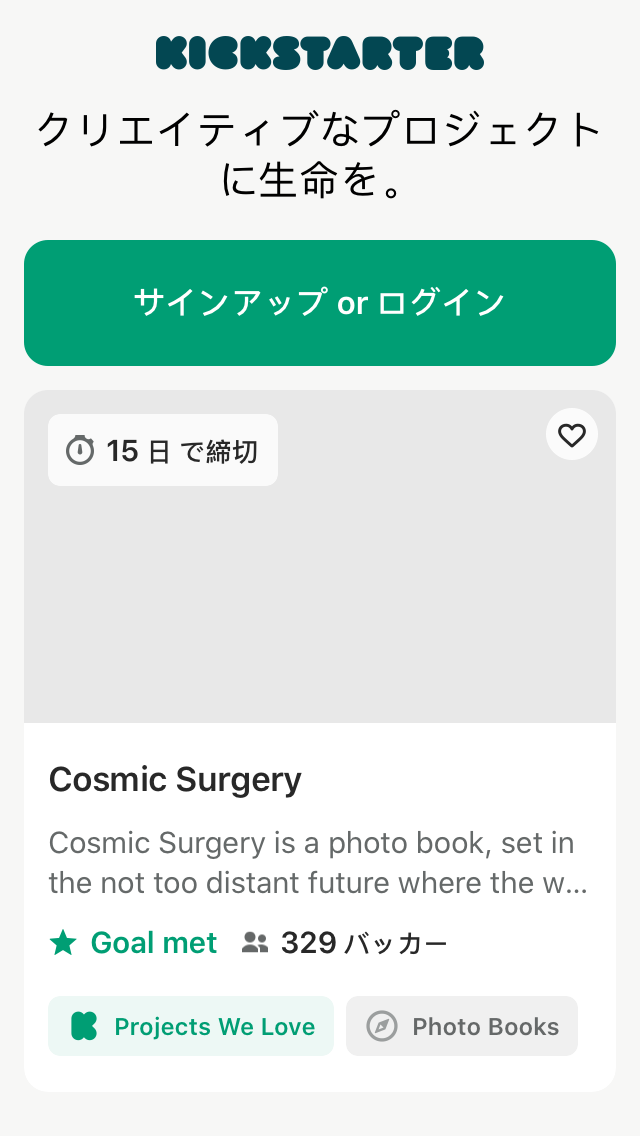 KICKSTARTER
クリエイティブなプロジェクト
に生命を。
サインアップ or ログイン
15 日 で締切
Cosmic Surgery
Cosmic Surgery is a photo book, set in
the not too distant future where the w...
Goal met 329 バッカー
Projects We Love Photo Books